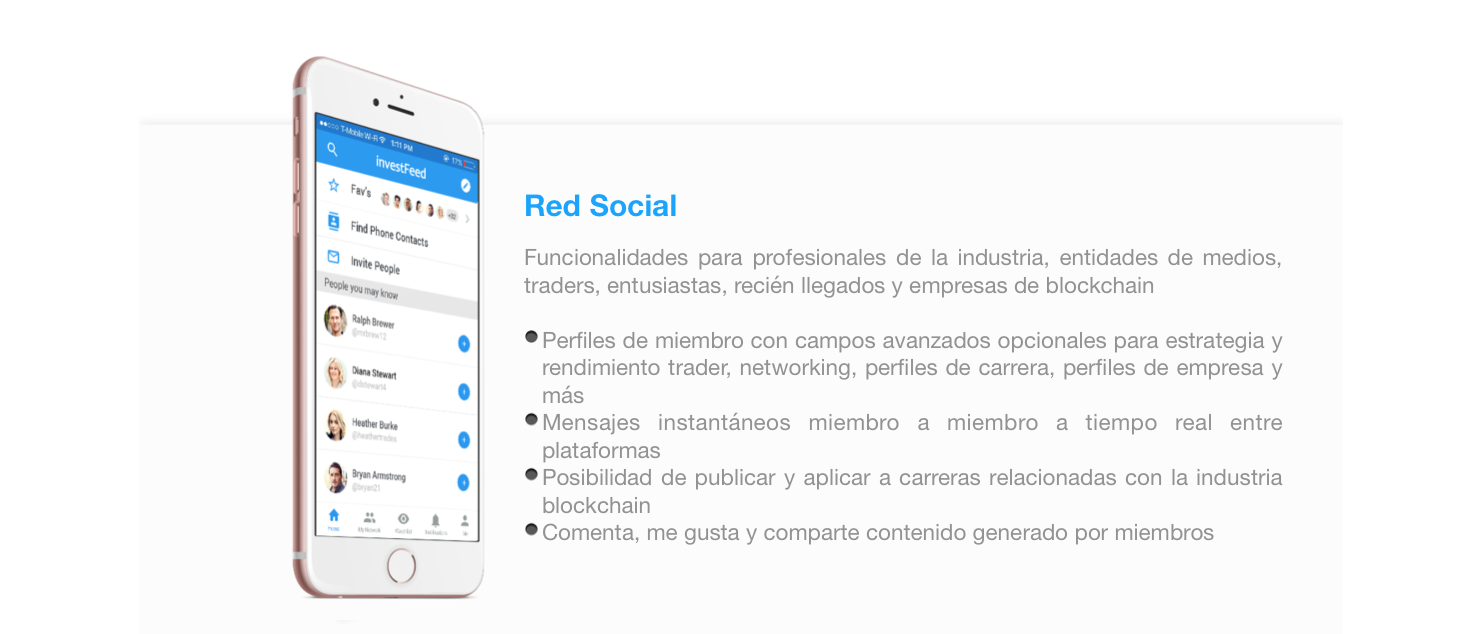 T-Mobile Wi-Fi 1:11 PM 17%
investFeed
Fav's +32
Find Phone Contacts
Invite People
People you may know
Ralph Brewer
@mrbrew12
Diana Stewart
@dstewart4
Heather Burke
@heathertrades
Bryan Armstrong
@bryan21
Home My Network Watchlist Notifications Me
Red Social
Funcionalidades para profesionales de la industria, entidades de medios,
traders, entusiastas, recién llegados y empresas de blockchain
Perfiles de miembro con campos avanzados opcionales para estrategia y
rendimiento trader, networking, perfiles de carrera, perfiles de empresa y
más
Mensajes instantáneos miembro a miembro a tiempo real entre
plataformas
Posibilidad de publicar y aplicar a carreras relacionadas con la industria
blockchain
Comenta, me gusta y comparte contenido generado por miembros